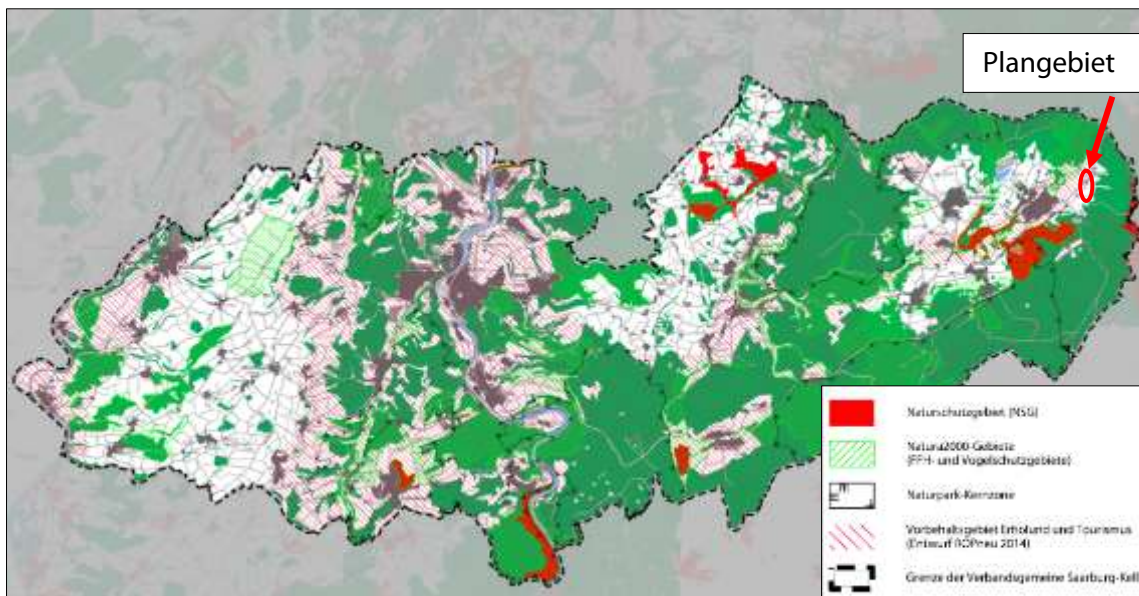 Plangebiet
Naturschutzgebiet (NSG)
Natura2000-Gebiete
(FFH- und Vogelschutzgebiete)
Naturpark-Kernzone
Vorbehaltsgebiet Erholung und Tourismus
(Entwurf ROPneu 2014)
Grenze der Verbandsgemeine Saarburg-Kell